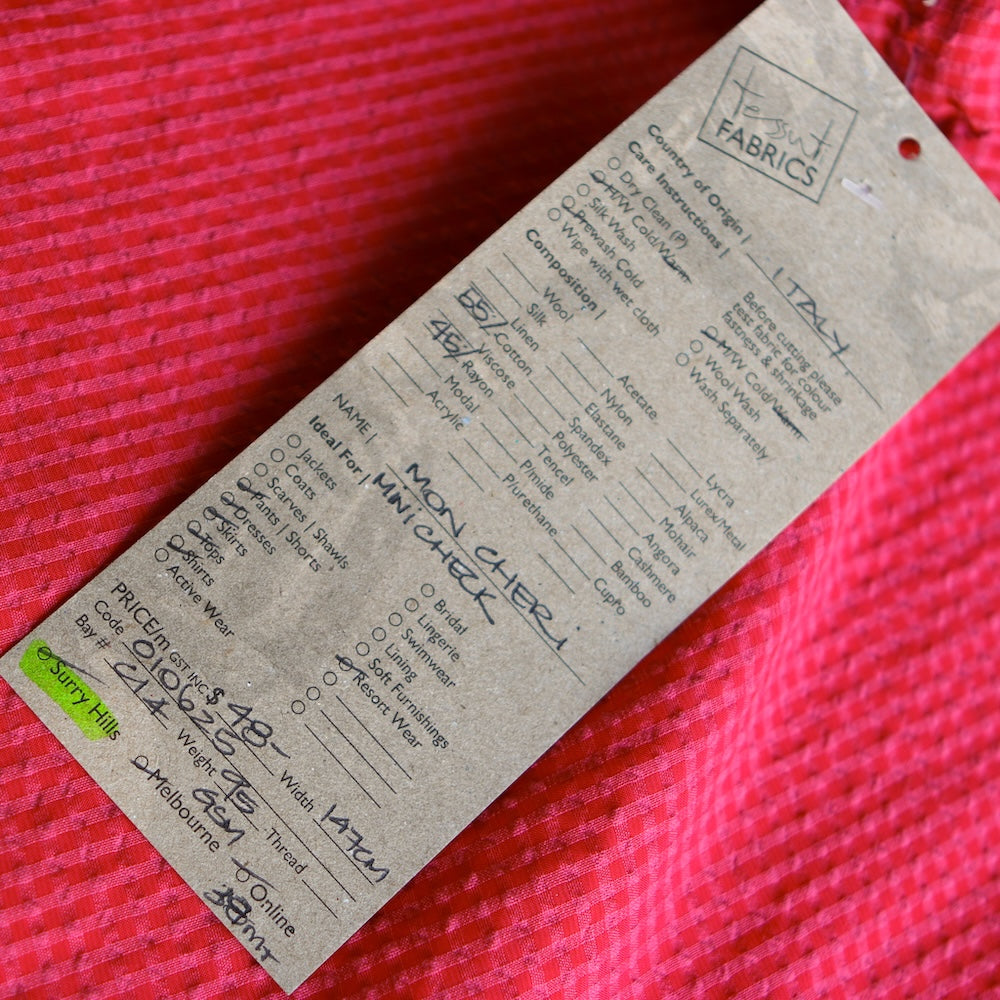 tessuti
FABRICS
Country of Origin | ITALY
Care Instructions |
Dry Clean (P)
H/W Cold/Warm
Silk Wash
Prewash Cold
Wipe with wet cloth
Before cutting please
test fabric for colour
fastness & shrinkage
M/W Cold/Warm
Wool Wash
Wash Separately
Composition |
Wool
Silk
Linen
55/ Cotton
Viscose
45/ Rayon
Modal
Acrylic
Acetate
Nylon
Elastane
Spandex
Polyester
Tencel
P/mide
P/urethane
Lycra
Lurex/Metal
Alpaca
Mohair
Angora
Cashmere
Bamboo
Cupro
NAME | MON CHERI
MINI CHECK
Ideal For |
Jackets
Coats
Scarves | Shawls
Pants | Shorts
Dresses
Skirts
Tops
Shirts
Active Wear
Bridal
Lingerie
Swimwear
Lining
Soft Furnishings
Resort Wear
PRICE/m GST INC $ 48- Width 147CM
Code 010625 Weight 95 GSM Thread
Bay # C14
Surry Hills Melbourne Online